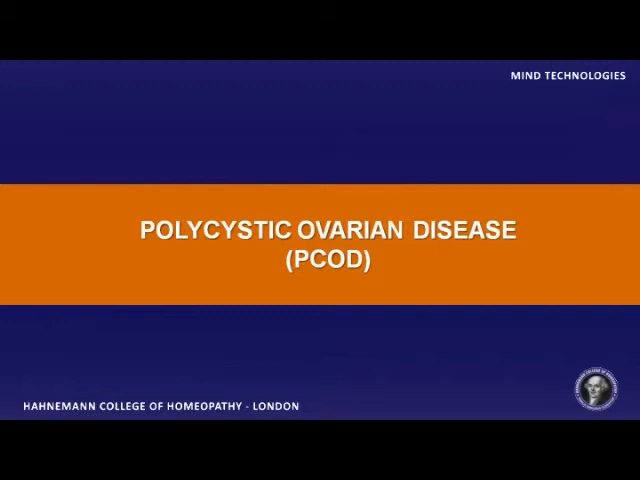 MIND TECHNOLOGIES
POLYCYSTIC OVARIAN DISEASE
(PCOD)
HAHNEMANN COLLEGE OF HOMEOPATHY - LONDON